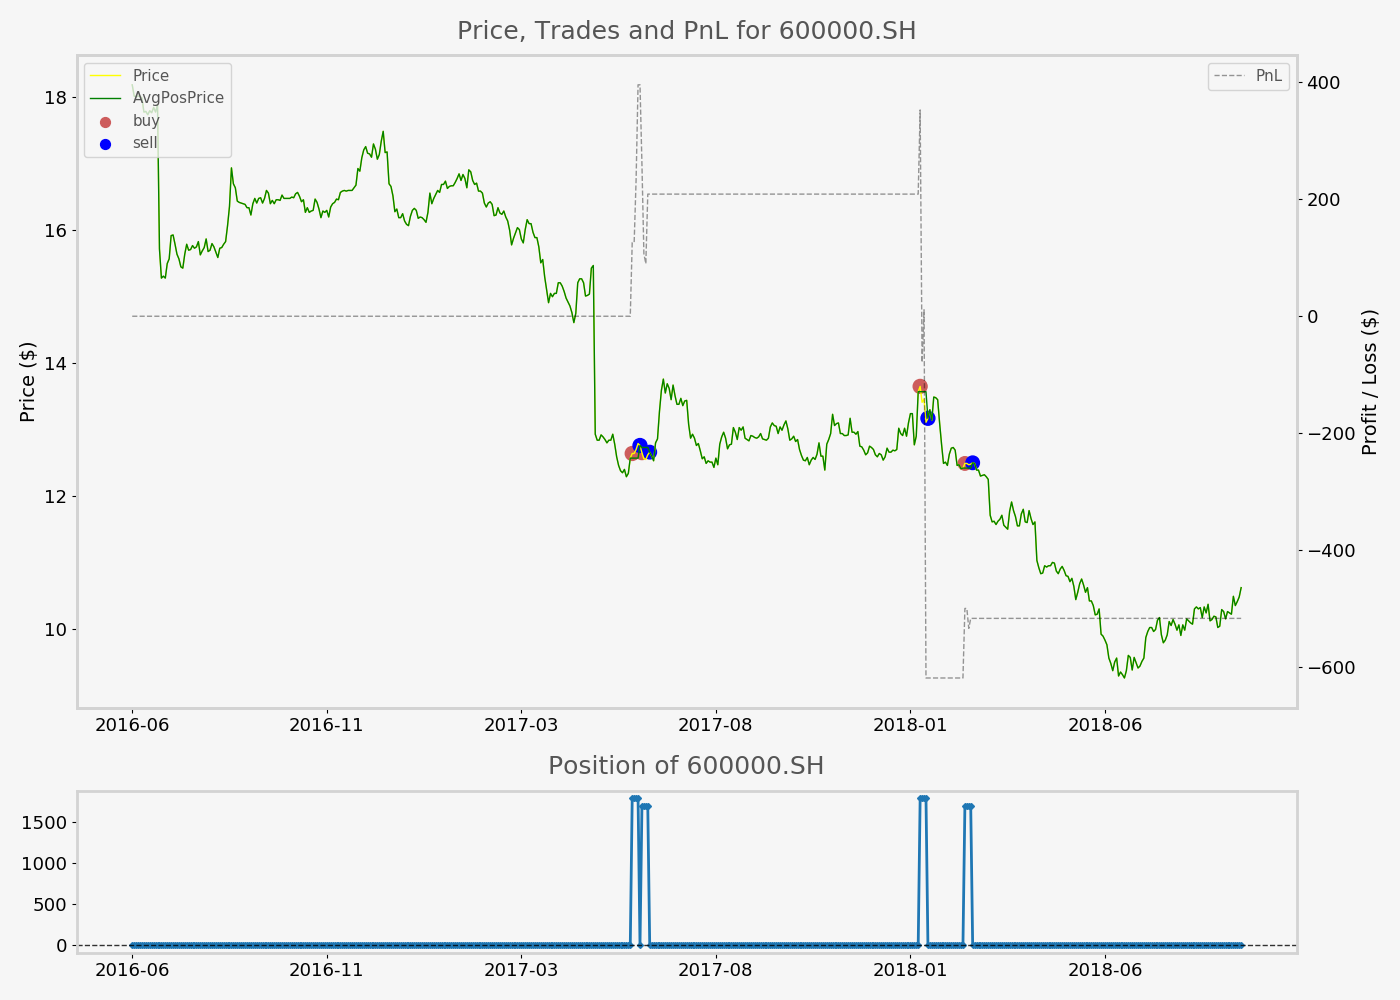 Price, Trades and PnL for 600000.SH
Price
AvgPosPrice
buy
sell
PnL
Price ($)
18
16
14
12
10
Profit / Loss ($)
400
200
0
−200
−400
−600
2016-06 2016-11 2017-03 2017-08 2018-01 2018-06
Position of 600000.SH
1500
1000
500
0
2016-06 2016-11 2017-03 2017-08 2018-01 2018-06